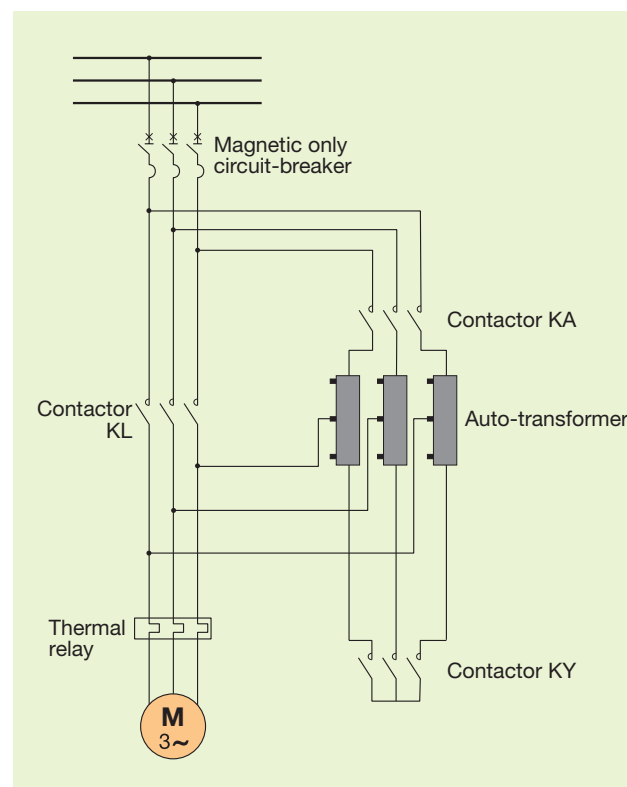 Magnetic only
circuit-breaker
Contactor KA
Contactor
KL
Auto-transformer
Thermal
relay
Contactor KY
M
3~